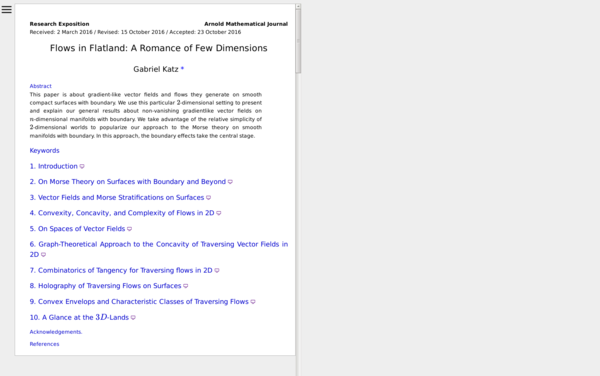 Research Exposition
Arnold Mathematical Journal
Received: 2 March 2016 / Revised: 15 October 2016 / Accepted: 23 October 2016
Flows in Flatland: A Romance of Few Dimensions
Gabriel Katz *
Abstract
This paper is about gradient-like vector fields and flows they generate on smooth
compact surfaces with boundary. We use this particular 2-dimensional setting to present
and explain our general results about non-vanishing gradientlike vector fields on
n-dimensional manifolds with boundary. We take advantage of the relative simplicity of
2-dimensional worlds to popularize our approach to the Morse theory on smooth
manifolds with boundary. In this approach, the boundary effects take the central stage.
Keywords
1. Introduction
2. On Morse Theory on Surfaces with Boundary and Beyond
3. Vector Fields and Morse Stratifications on Surfaces
4. Convexity, Concavity, and Complexity of Flows in 2D
5. On Spaces of Vector Fields
6. Graph-Theoretical Approach to the Concavity of Traversing Vector Fields in
2D
7. Combinatorics of Tangency for Traversing flows in 2D
8. Holography of Traversing Flows on Surfaces
9. Convex Envelops and Characteristic Classes of Traversing Flows
10. A Glance at the 3D-Lands
Acknowledgements.
References